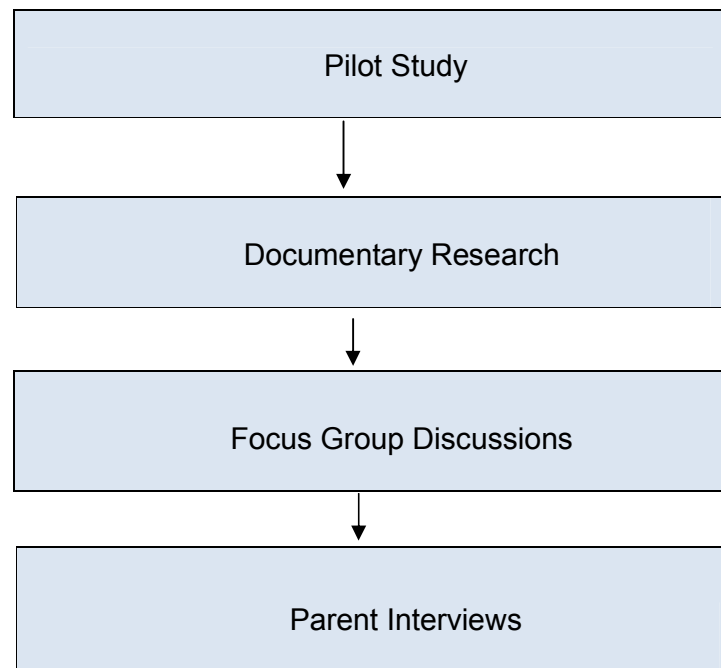 Pilot Study
Documentary Research
Focus Group Discussions
Parent Interviews